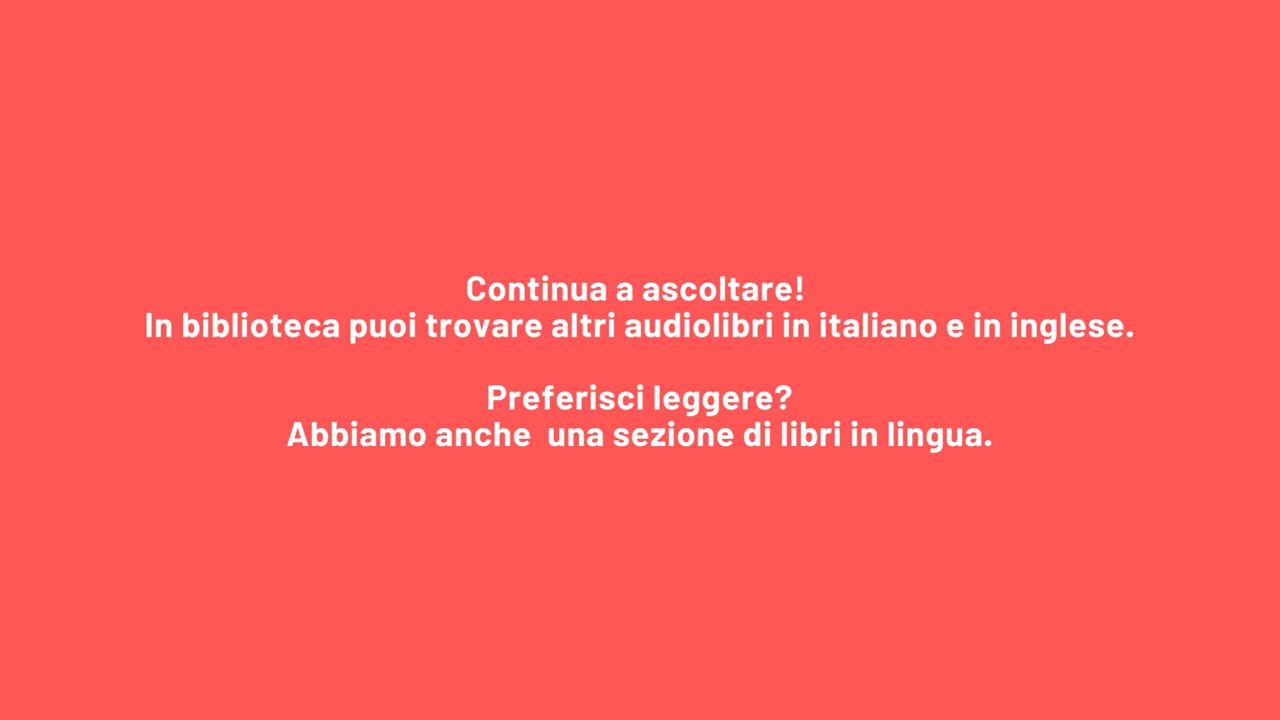 Continua a ascoltare!
In biblioteca puoi trovare altri audiolibri in italiano e in inglese.
Preferisci leggere?
Abbiamo anche  una sezione di libri in lingua.